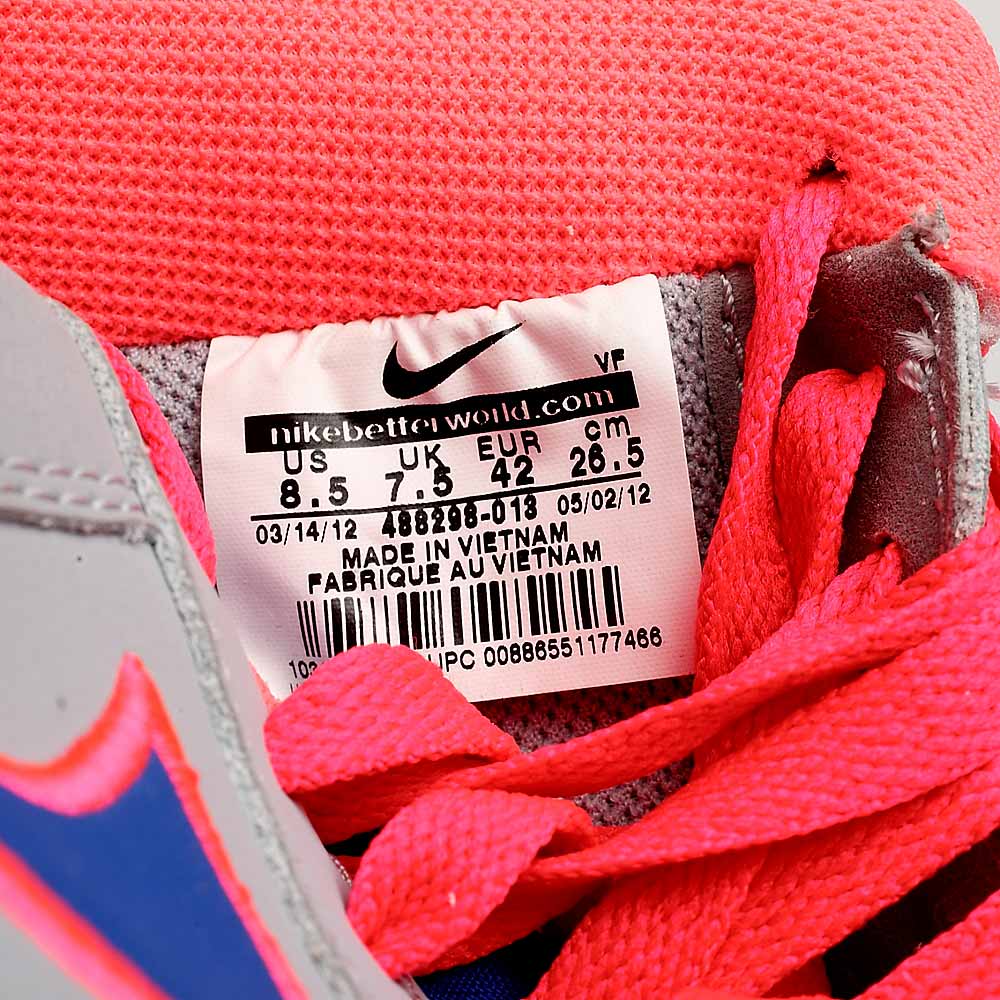 VF
nikebetterworld.com
US UK EUR cm
8.5 7.5 42 26.5
03/14/12 488298-013 05/02/12
MADE IN VIETNAM
FABRIQUE AU VIETNAM
UPC 00886551177466